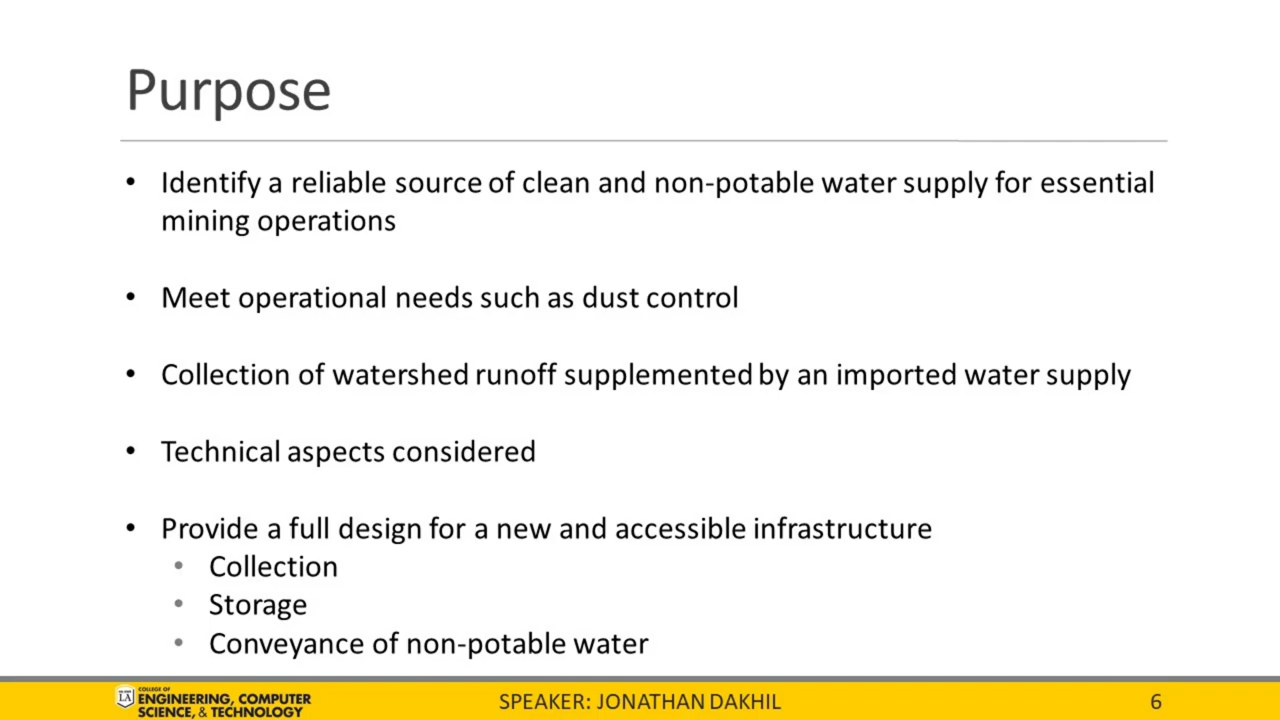 Purpose
• Identify a reliable source of clean and non-potable water supply for essential
mining operations
• Meet operational needs such as dust control
• Collection of watershed runoff supplemented by an imported water supply
• Technical aspects considered
• Provide a full design for a new and accessible infrastructure
• Collection
• Storage
• Conveyance of non-potable water
LA
COLLEGE OF
ENGINEERING, COMPUTER
SCIENCE, & TECHNOLOGY
SPEAKER: JONATHAN DAKHIL
6